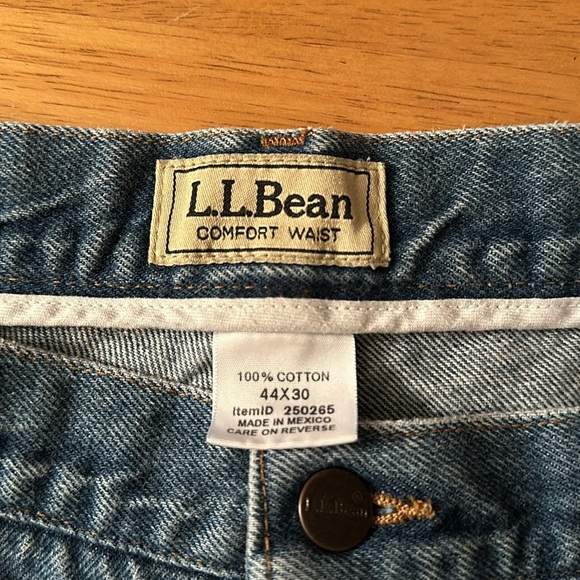 L.L.Bean
COMFORT WAIST
100% COTTON
44X30
ItemID 250265
MADE IN MEXICO
CARE ON REVERSE
L.L.Bean